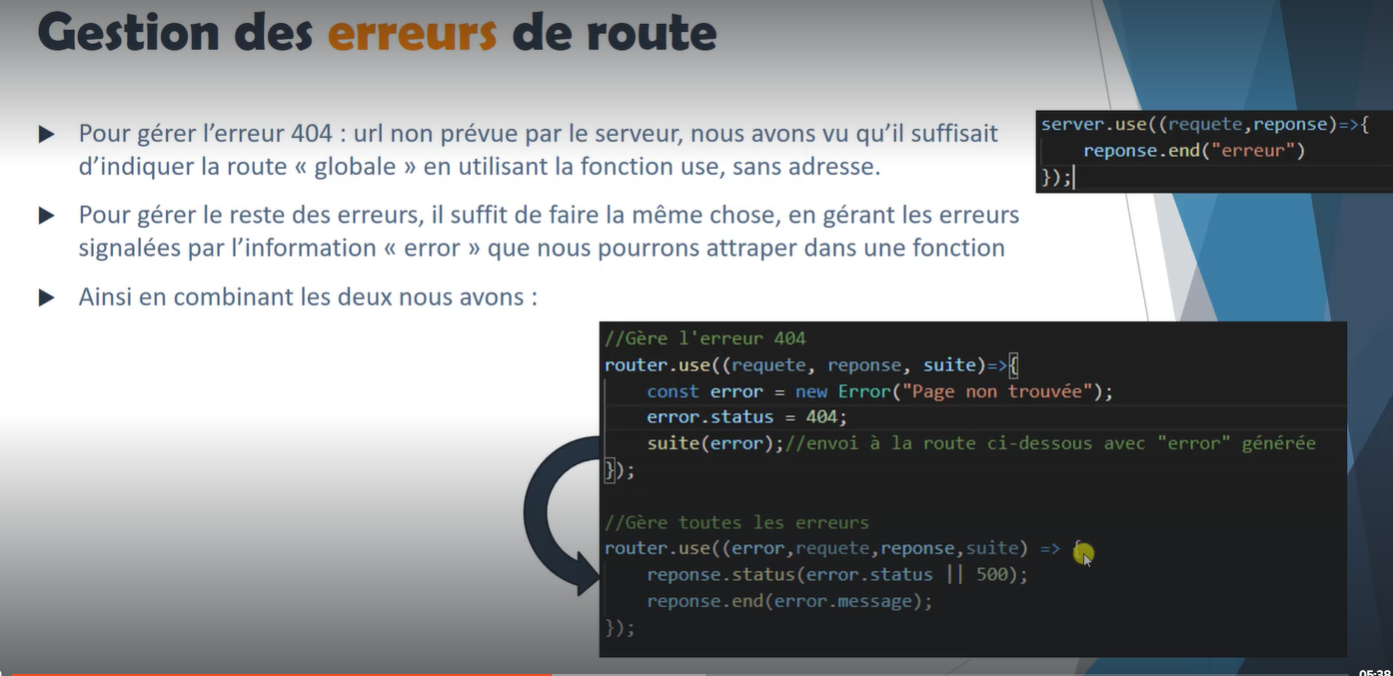 Gestion des erreurs de route
Pour gérer l'erreur 404 : url non prévue par le serveur, nous avons vu qu'il suffisait
d'indiquer la route « globale » en utilisant la fonction use, sans adresse.
server.use((requete,reponse)=>{
reponse.end("erreur")
});
Pour gérer le reste des erreurs, il suffit de faire la même chose, en gérant les erreurs
signalées par l'information « error » que nous pourrons attraper dans une fonction
Ainsi en combinant les deux nous avons :
//Gère l'erreur 404
router.use((requete, reponse, suite)=>{
const error = new Error("Page non trouvée");
error.status = 404;
suite(error);//envoi à la route ci-dessous avec "error" générée
});
//Gère toutes les erreurs
router.use((error,requete,reponse,suite) => {
reponse.status(error.status || 500);
reponse.end(error.message);
});
05:38